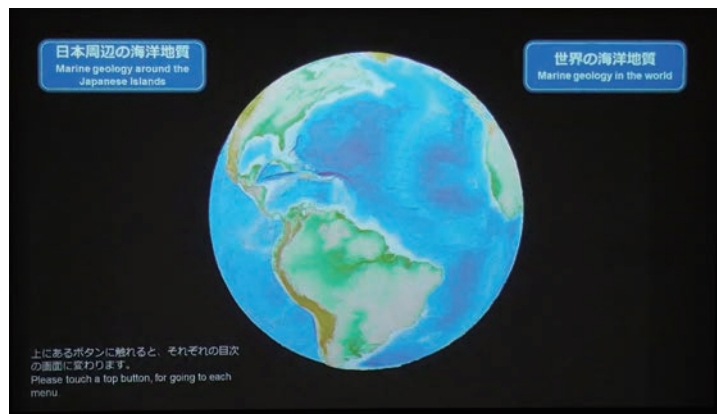 日本周辺の海洋地質
Marine geology around the
Japanese Islands
世界の海洋地質
Marine geology in the world
上にあるボタンに触れると、それぞれの目次
の画面に変わります。
Please touch a top button, for going to each
menu.